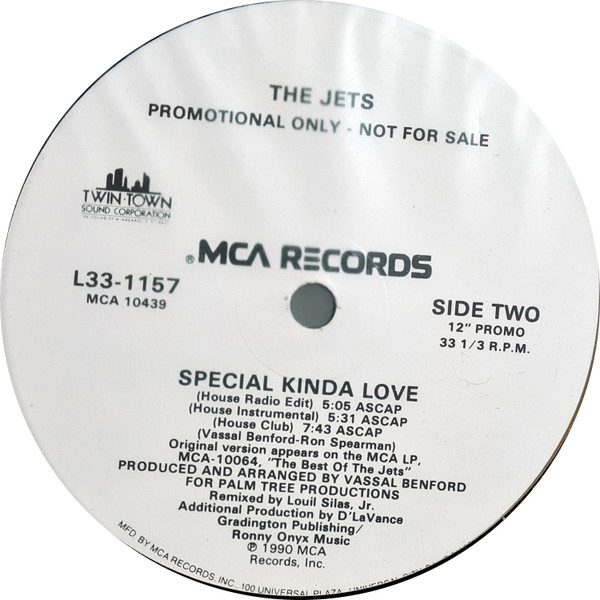 THE JETS
PROMOTIONAL ONLY - NOT FOR SALE
TWIN·TOWN
SOUND CORPORATION
® MCA RECORDS
L33-1157
MCA 10439
SIDE TWO
12" PROMO
33 1/3 R.P.M.
SPECIAL KINDA LOVE
(House Radio Edit) 5:05 ASCAP
(House Instrumental) 5:31 ASCAP
(House Club) 7:43 ASCAP
(Vassal Benford-Ron Spearman)
Original version appears on the MCA LP,
MCA-10064, "The Best Of The Jets"
PRODUCED AND ARRANGED BY VASSAL BENFORD
FOR PALM TREE PRODUCTIONS
Remixed by Louil Silas, Jr.
Additional Production by D'LaVance
Gradington Publishing/
Ronny Onyx Music
℗ 1990 MCA
Records, Inc.
MFD. BY MCA RECORDS, INC., 100 UNIVERSAL PLAZA, UNIVERSAL